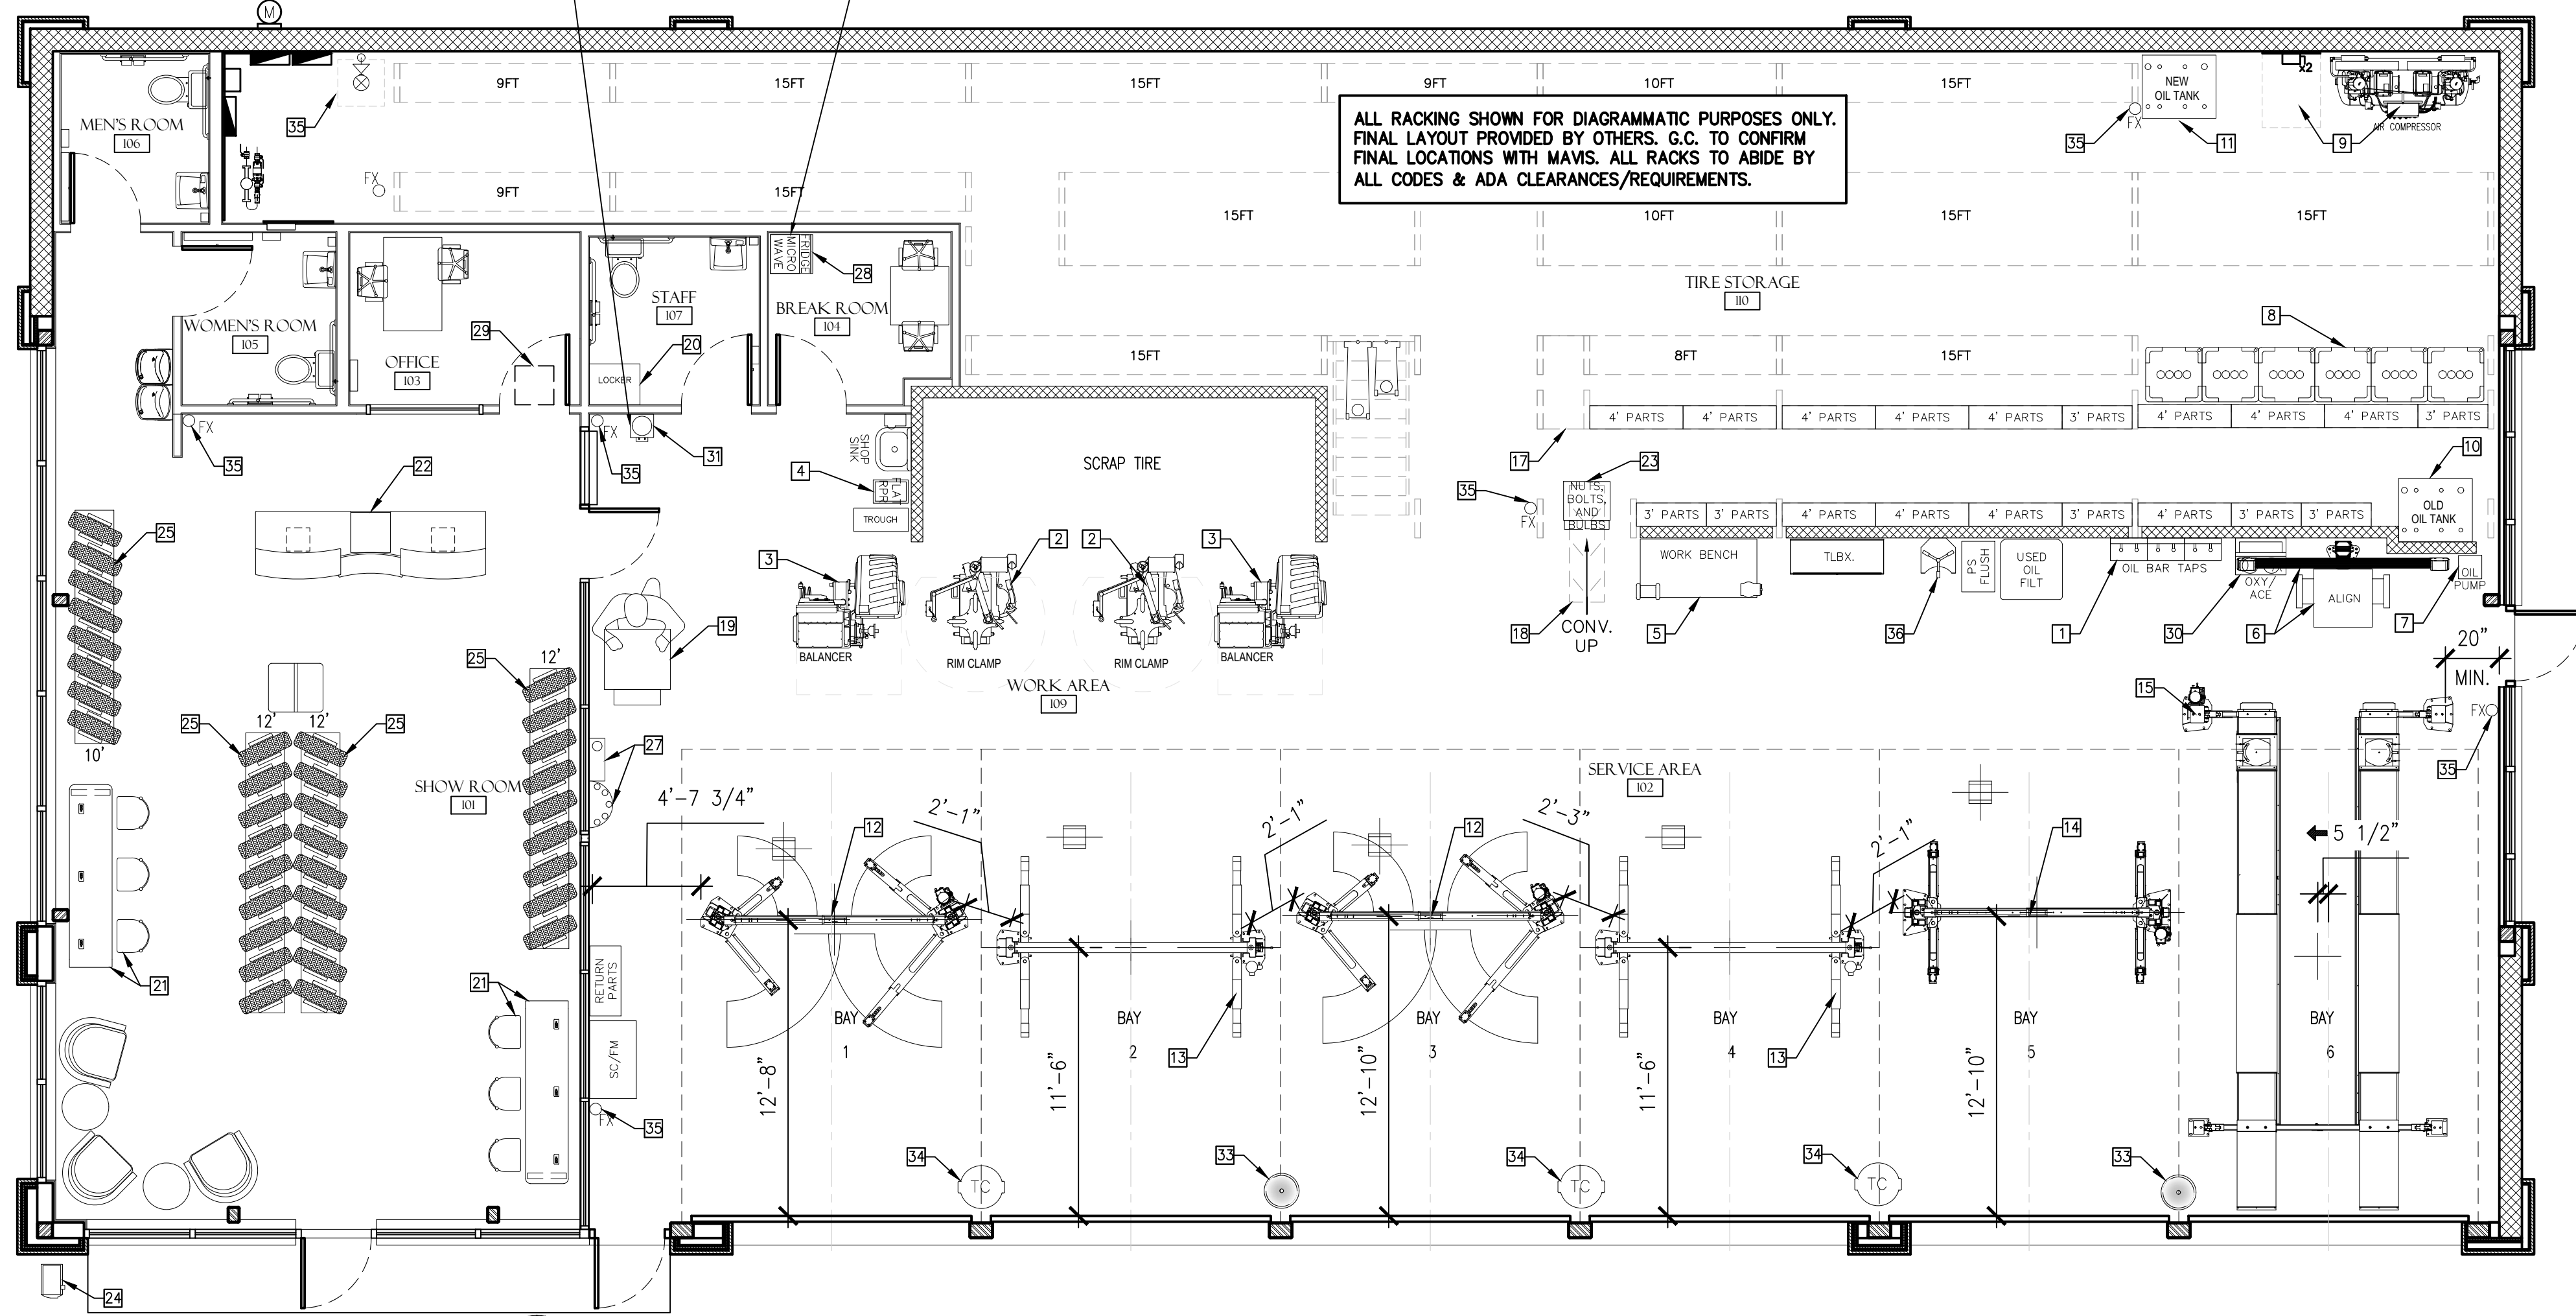 M
9FT
15FT
15FT
9FT
10FT
15FT
NEW
OIL TANK
x2
AIR COMPRESSOR
ALL RACKING SHOWN FOR DIAGRAMMATIC PURPOSES ONLY.
FINAL LAYOUT PROVIDED BY OTHERS. G.C. TO CONFIRM
FINAL LOCATIONS WITH MAVIS. ALL RACKS TO ABIDE BY
ALL CODES & ADA CLEARANCES/REQUIREMENTS.
MEN'S ROOM
106
35
FX
35
11
9
FX
9FT
15FT
15FT
10FT
15FT
15FT
FRIDGE
MICRO
WAVE
28
WOMEN'S ROOM
105
OFFICE
103
29
STAFF
107
20
LOCKER
BREAK ROOM
104
TIRE STORAGE
110
8
15FT
8FT
15FT
4' PARTS
4' PARTS
4' PARTS
4' PARTS
4' PARTS
3' PARTS
4' PARTS
4' PARTS
4' PARTS
3' PARTS
FX
35
22
FX
35
31
SHOP
SINK
4
FLAT
RPR
TROUGH
SCRAP TIRE
17
23
10
35
FX
NUTS,
BOLTS,
AND
BULBS
3' PARTS
3' PARTS
4' PARTS
4' PARTS
4' PARTS
3' PARTS
4' PARTS
3' PARTS
3' PARTS
OLD
OIL TANK
25
3
2
2
3
WORK BENCH
TLBX.
PS
FLUSH
USED
OIL
FILT
OIL BAR TAPS
OXY/
ACE
ALIGN
OIL
PUMP
19
18
CONV.
UP
5
36
1
30
6
7
20"
MIN.
BALANCER
RIM CLAMP
RIM CLAMP
BALANCER
WORK AREA
109
25
12'
15
FX
35
25
12'
12'
25
10'
27
SHOW ROOM
101
SERVICE AREA
102
4'-7 3/4"
12
2'-1"
2'-1"
12
2'-3"
2'-1"
14
5 1/2"
21
21
RETURN
PARTS
SC/FM
FX
35
BAY
1
BAY
2
BAY
3
BAY
4
BAY
5
BAY
6
13
13
12'-8"
11'-6"
12'-10"
11'-6"
12'-10"
34
TC
33
34
TC
34
TC
33
24